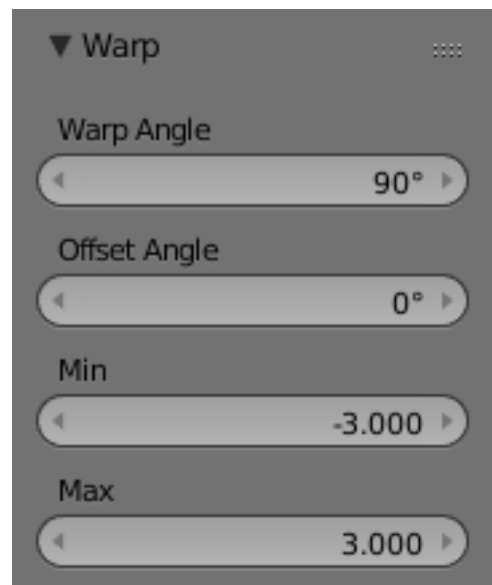 Warp
Warp Angle
90°
Offset Angle
0°
Min
-3.000
Max
3.000